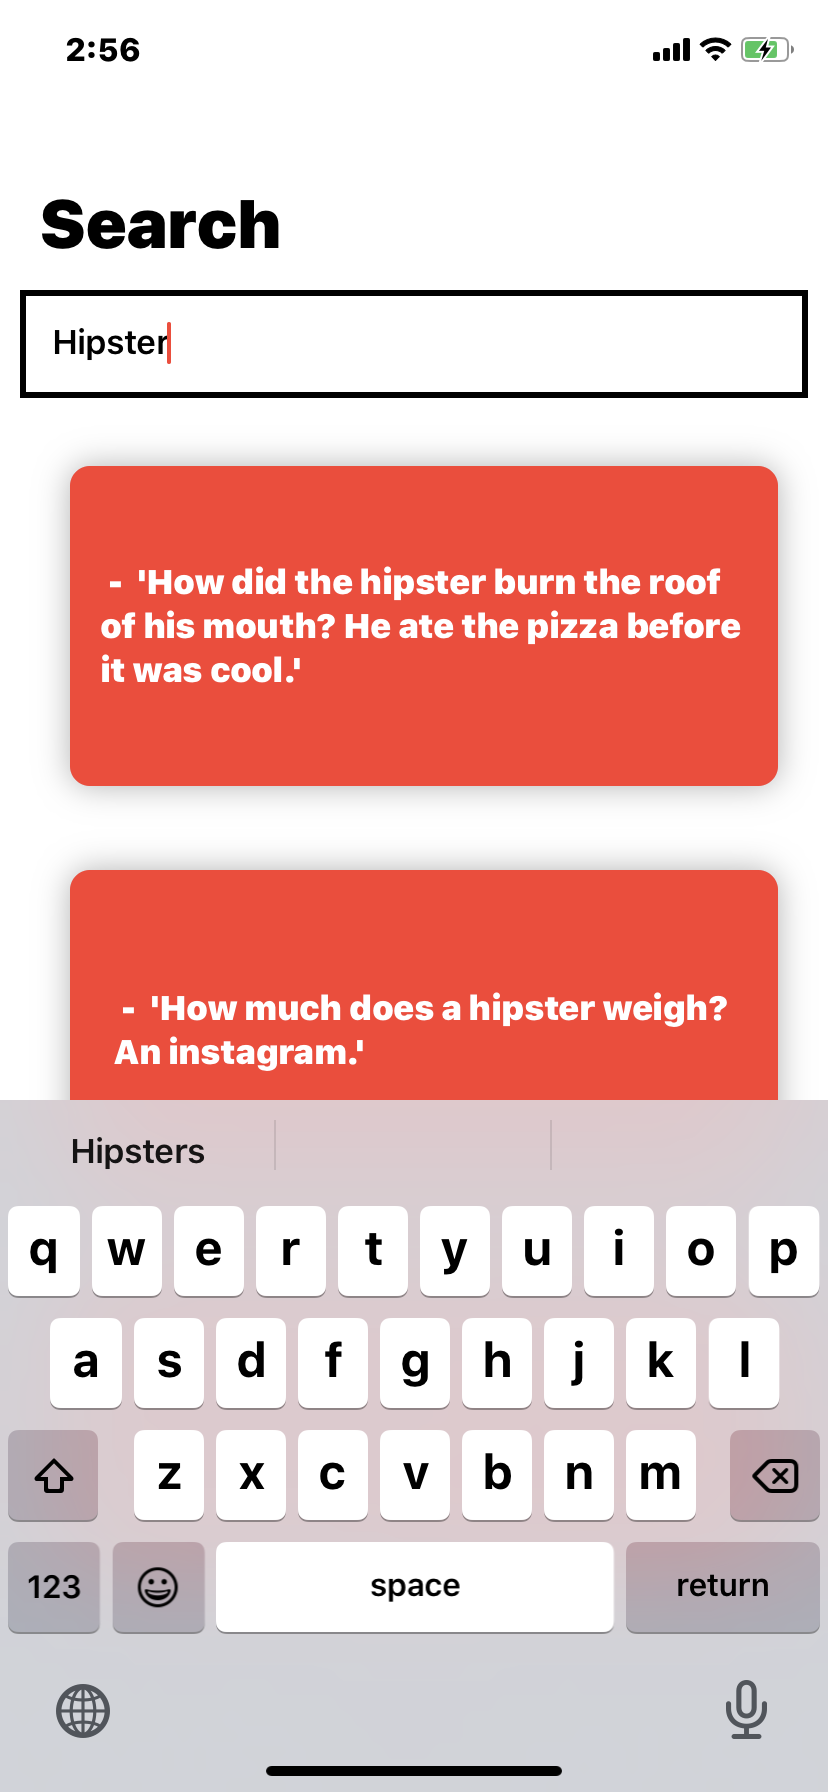 2:56
Search
Hipster
- 'How did the hipster burn the roof
of his mouth? He ate the pizza before
it was cool.'
- 'How much does a hipster weigh?
An instagram.'
Hipsters
q w e r t y u i o p
a s d f g h j k l
z x c v b n m
123 space return